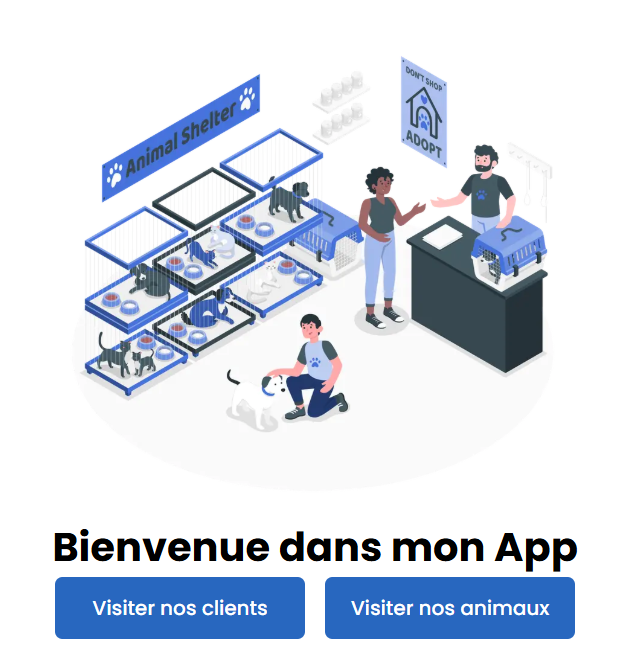 DON'T SHOP
Animal Shelter
ADOPT
Bienvenue dans mon App
Visiter nos clients
Visiter nos animaux